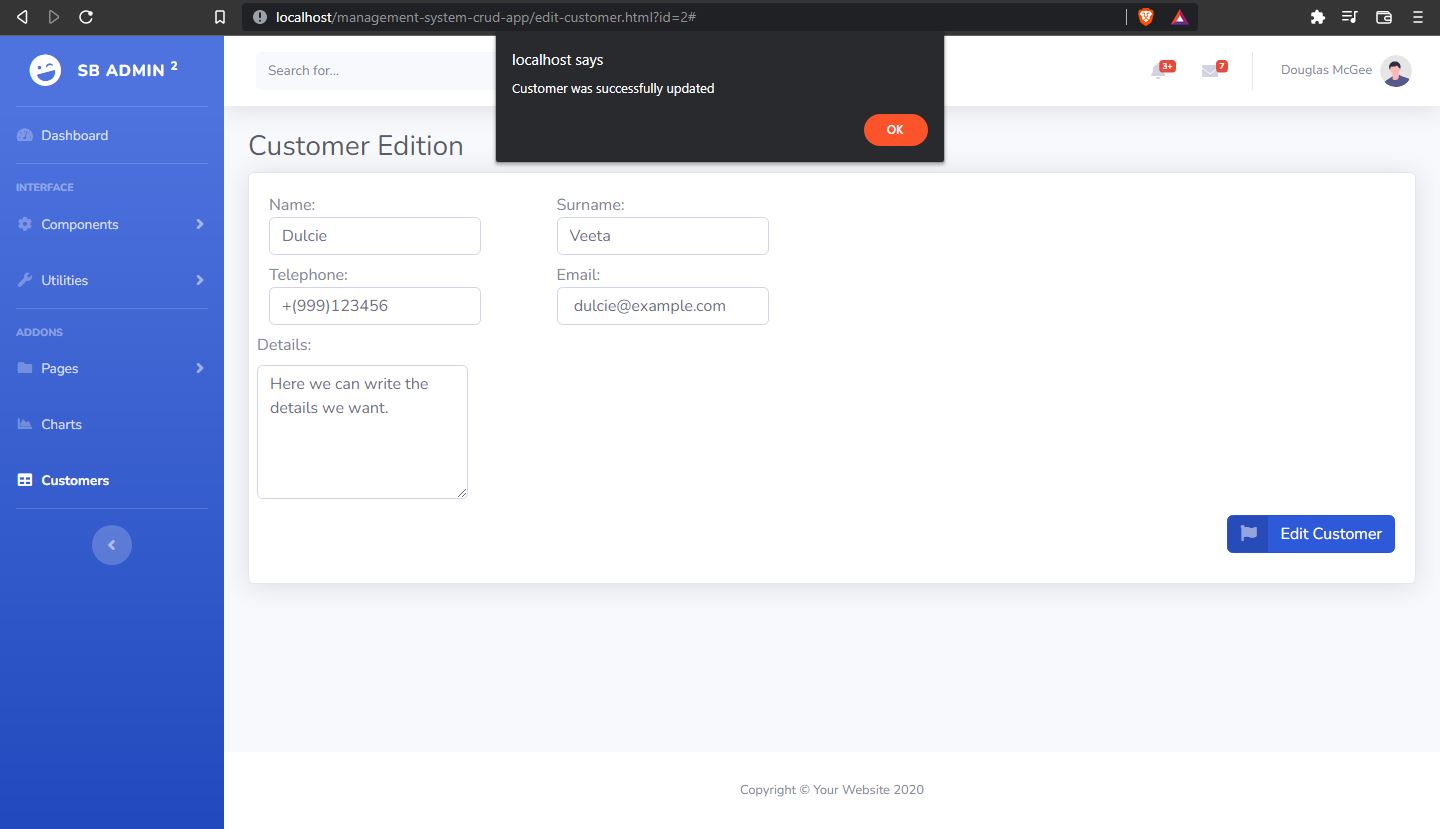 localhost/management-system-crud-app/edit-customer.html?id=2#
SB ADMIN 2
Search for...
localhost says
Customer was successfully updated
OK
3+
7
Douglas McGee
Dashboard
INTERFACE
Components
Utilities
ADDONS
Pages
Charts
Customers
Customer Edition
Name:
Surname:
Dulcie
Veeta
Telephone:
Email:
+(999)123456
dulcie@example.com
Details:
Here we can write the
details we want.
Edit Customer
Copyright © Your Website 2020